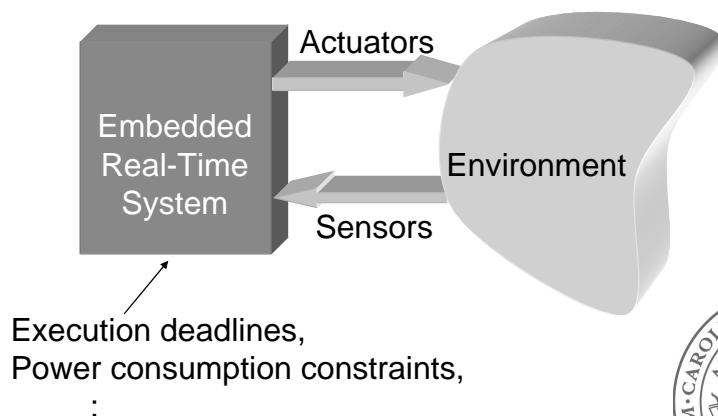 Actuators
Embedded
Real-Time
System
Environment
Sensors
Execution deadlines,
Power consumption constraints,
: